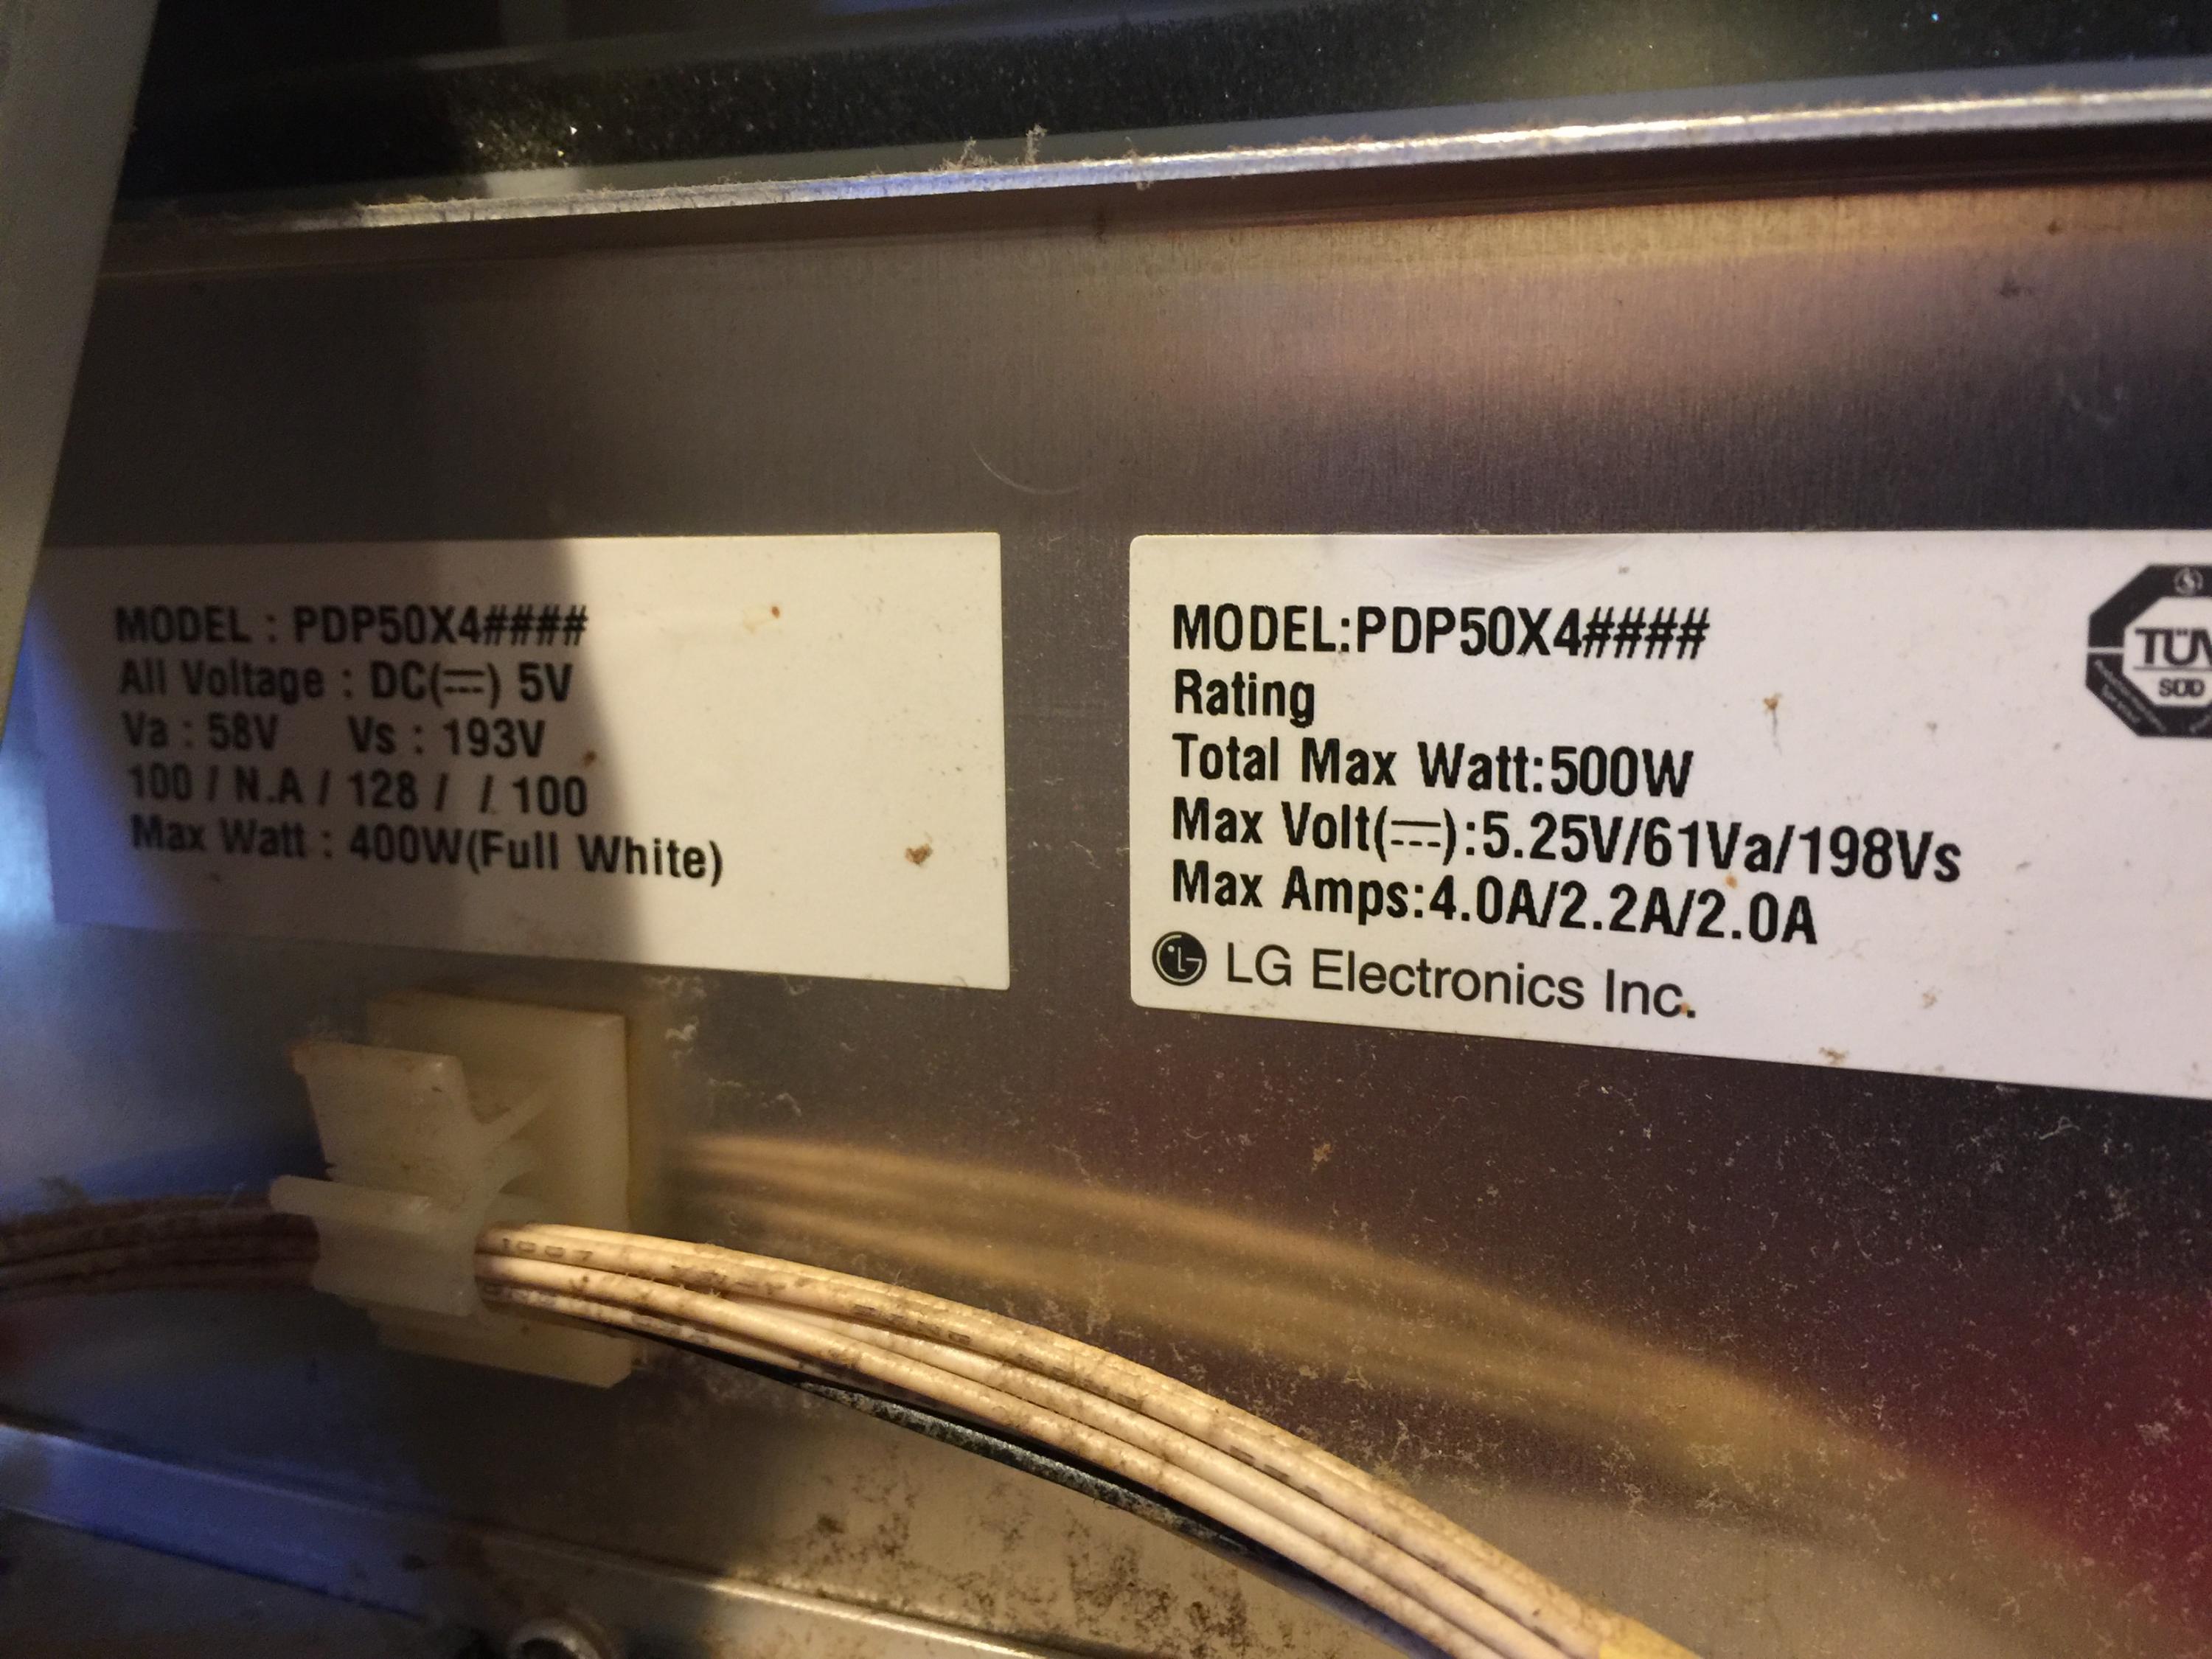 MODEL : PDP50X4####
All Voltage : DC(⎓) 5V
Va : 58V Vs : 193V
100 / N.A / 128 / / 100
Max Watt : 400W(Full White)
MODEL:PDP50X4####
Rating
Total Max Watt:500W
Max Volt(⎓):5.25V/61Va/198Vs
Max Amps:4.0A/2.2A/2.0A
LG Electronics Inc.
TÜV
SÜD
1007